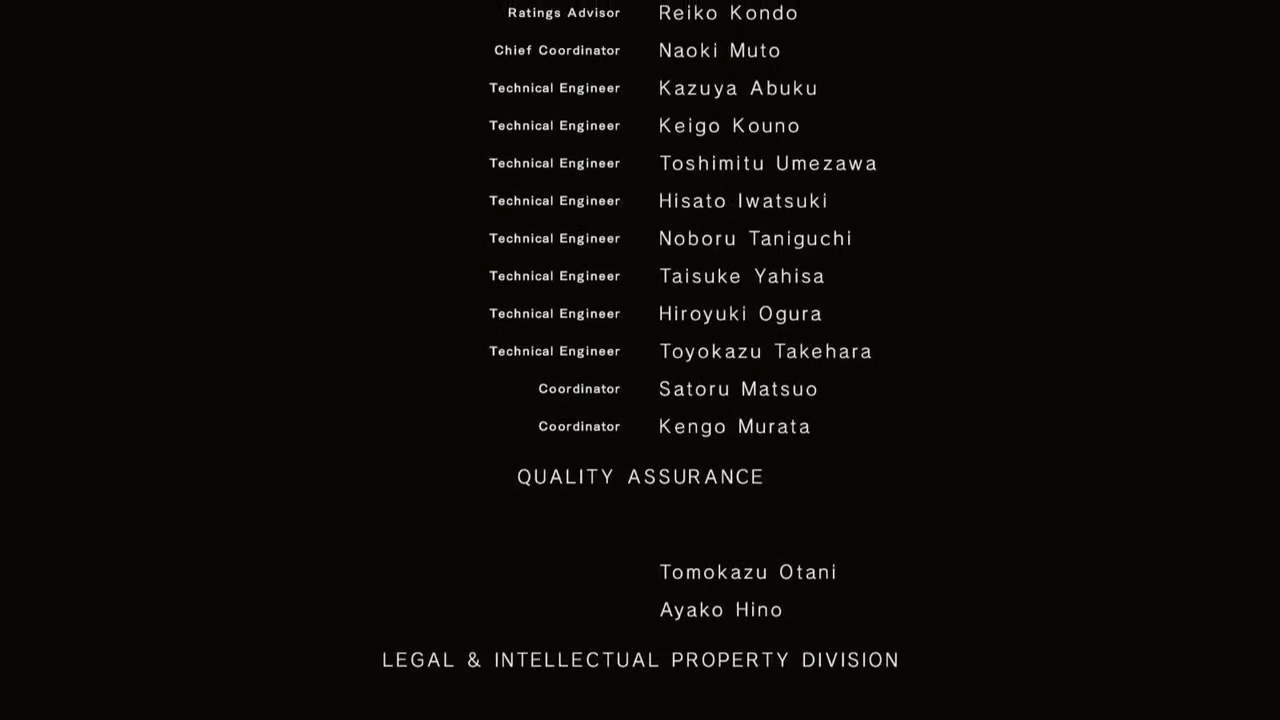 Ratings Advisor Reiko Kondo
Chief Coordinator Naoki Muto
Technical Engineer Kazuya Abuku
Technical Engineer Keigo Kouno
Technical Engineer Toshimitu Umezawa
Technical Engineer Hisato Iwatsuki
Technical Engineer Noboru Taniguchi
Technical Engineer Taisuke Yahisa
Technical Engineer Hiroyuki Ogura
Technical Engineer Toyokazu Takehara
Coordinator Satoru Matsuo
Coordinator Kengo Murata
QUALITY ASSURANCE
Tomokazu Otani
Ayako Hino
LEGAL & INTELLECTUAL PROPERTY DIVISION